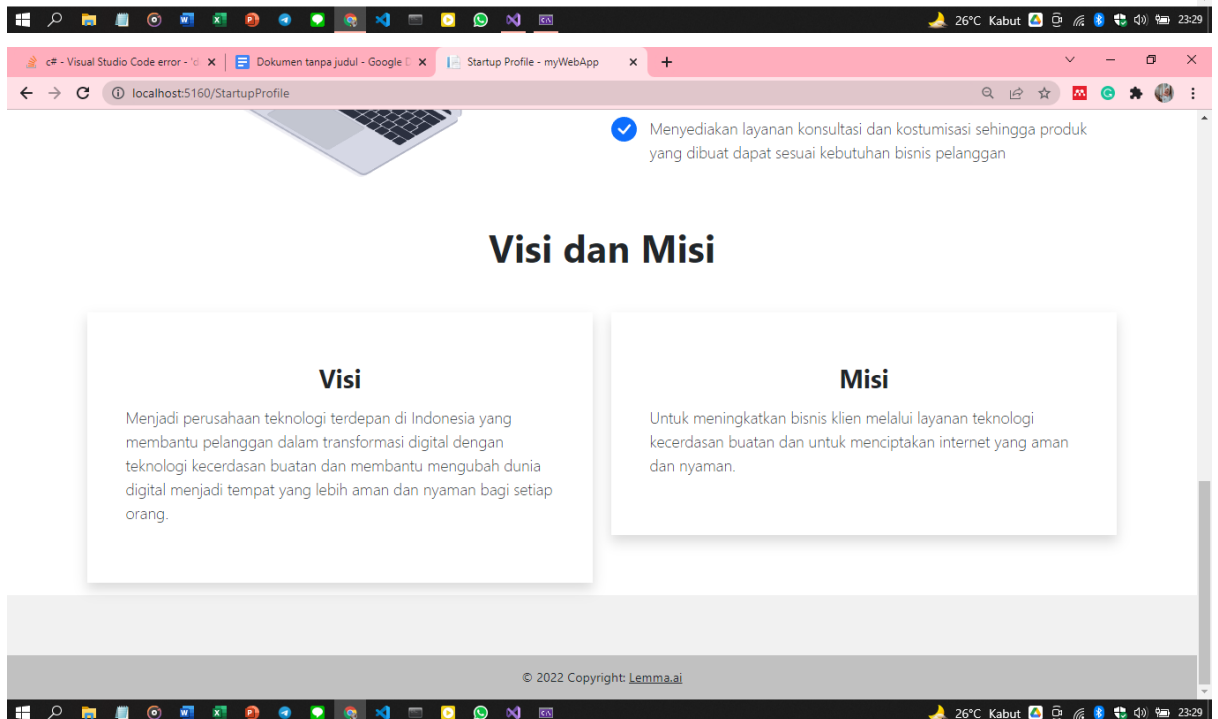 26°C Kabut 23:29
c# - Visual Studio Code error - 'd
Dokumen tanpa judul - Google D
Startup Profile - myWebApp
localhost:5160/StartupProfile
Menyediakan layanan konsultasi dan kostumisasi sehingga produk
yang dibuat dapat sesuai kebutuhan bisnis pelanggan
Visi dan Misi
Visi
Menjadi perusahaan teknologi terdepan di Indonesia yang
membantu pelanggan dalam transformasi digital dengan
teknologi kecerdasan buatan dan membantu mengubah dunia
digital menjadi tempat yang lebih aman dan nyaman bagi setiap
orang.
Misi
Untuk meningkatkan bisnis klien melalui layanan teknologi
kecerdasan buatan dan untuk menciptakan internet yang aman
dan nyaman.
© 2022 Copyright: Lemma.ai
26°C Kabut 23:29